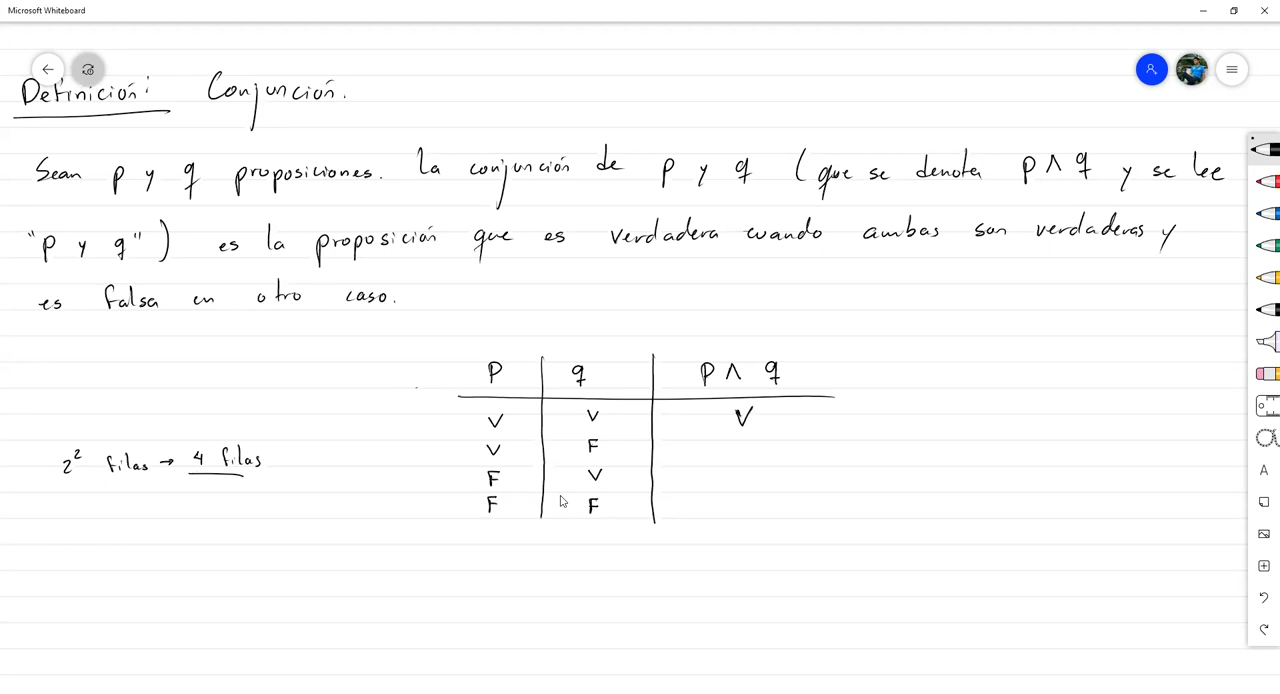 Microsoft Whiteboard
Definición: Conjunción.
Sean p y q proposiciones. La conjunción de p y q (que se denota p ∧ q y se lee
"p y q") es la proposición que es verdadera cuando ambas son verdaderas y
es falsa en otro caso.
P q p ∧ q
V V V
V F
2² filas → 4 filas
F V
F F